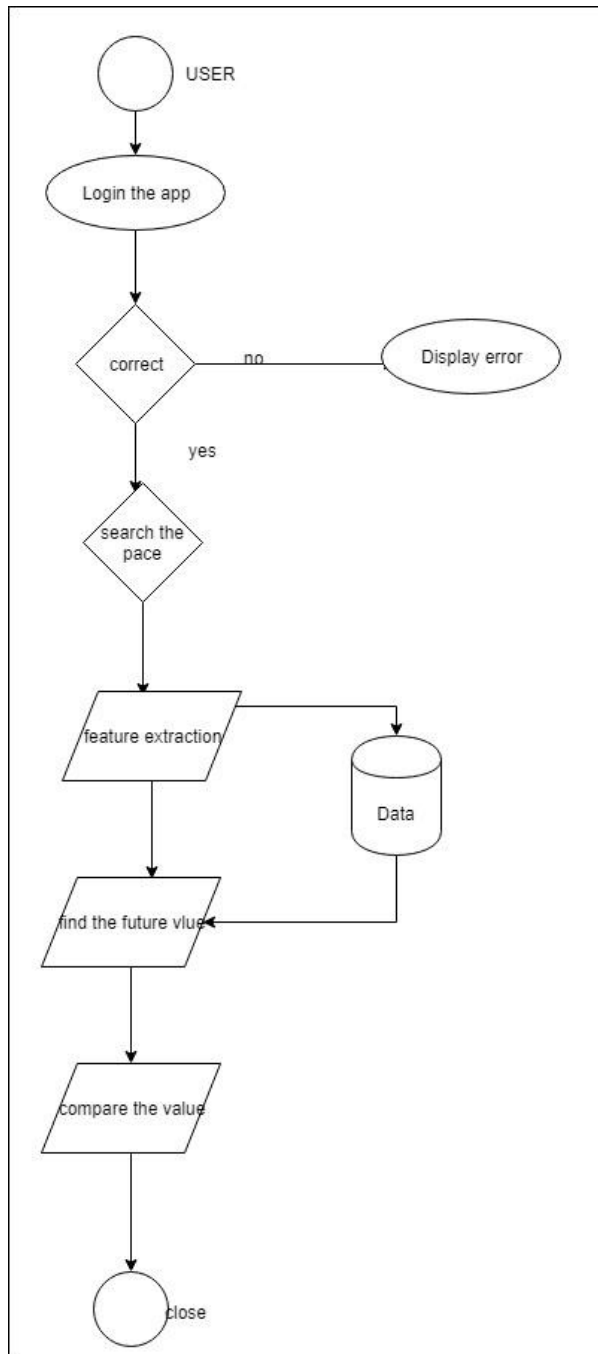 USER
Login the app
correct
no
Display error
yes
search the
pace
feature extraction
Data
find the future vlue
compare the value
close